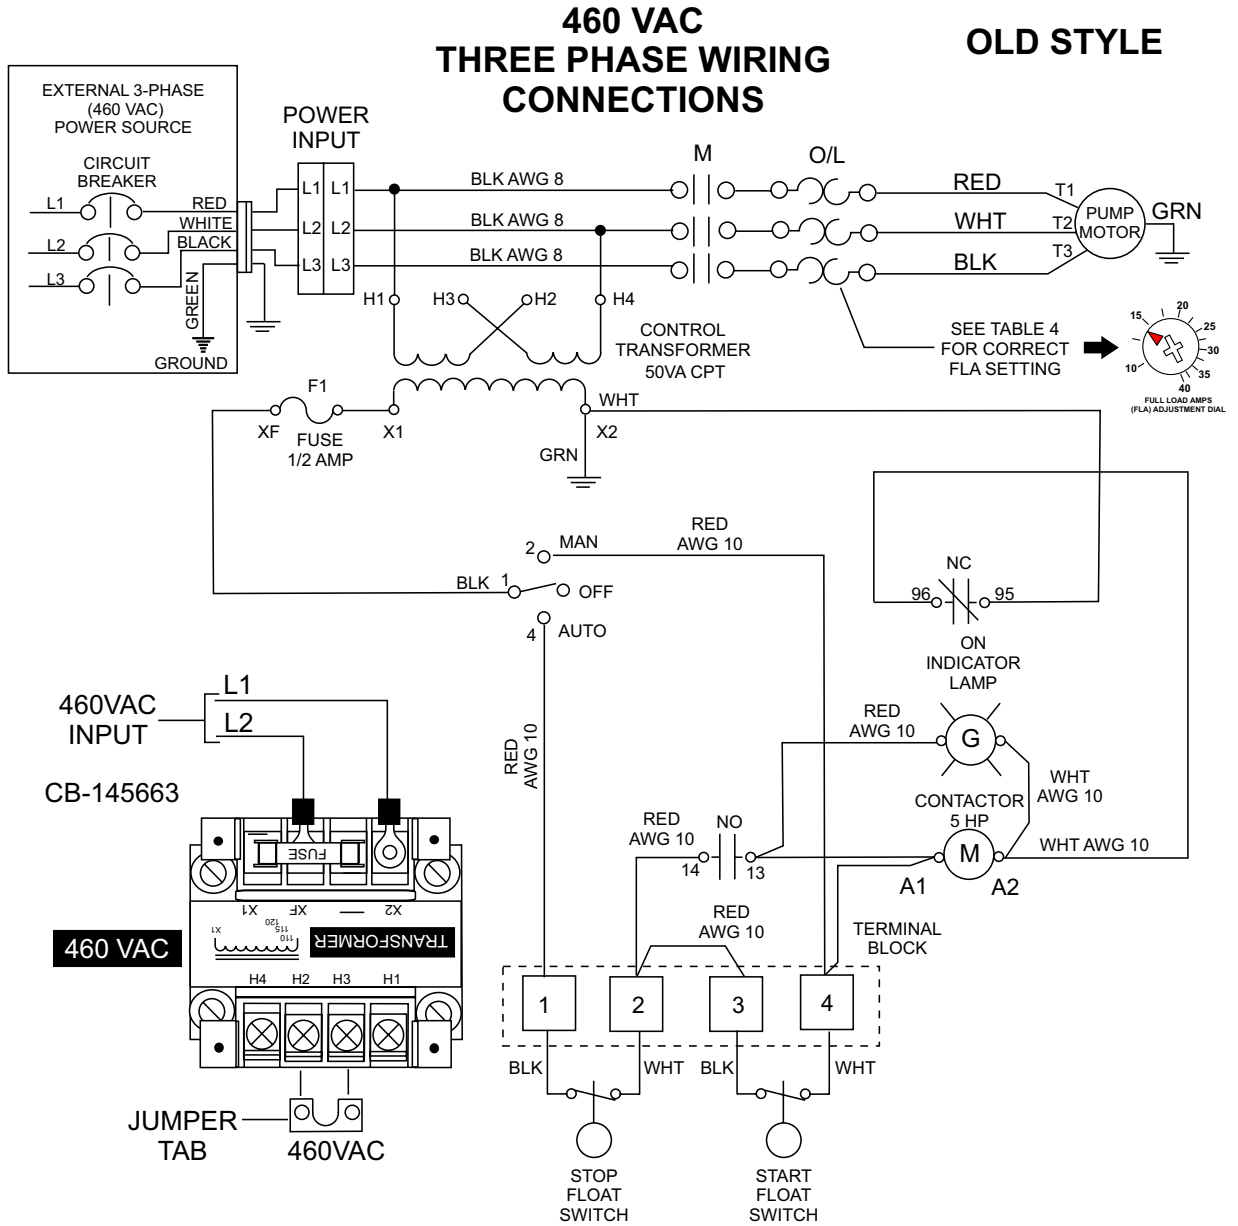 460 VAC
THREE PHASE WIRING
CONNECTIONS
OLD STYLE
EXTERNAL 3-PHASE
(460 VAC)
POWER SOURCE
CIRCUIT
BREAKER
L1
L2
L3
RED
WHITE
BLACK
GREEN
GROUND
POWER
INPUT
L1 L1
L2 L2
L3 L3
BLK AWG 8
BLK AWG 8
BLK AWG 8
M
O/L
RED
WHT
BLK
T1
T2
T3
PUMP
MOTOR
GRN
H1
H3
H2
H4
CONTROL
TRANSFORMER
50VA CPT
SEE TABLE 4
FOR CORRECT
FLA SETTING
10
15
20
25
30
35
40
FULL LOAD AMPS
(FLA) ADJUSTMENT DIAL
F1
XF
FUSE
1/2 AMP
X1
WHT
X2
GRN
RED
AWG 10
2
MAN
BLK
1
OFF
4
AUTO
NC
96
95
ON
INDICATOR
LAMP
RED
AWG 10
G
WHT
AWG 10
CONTACTOR
5 HP
M
WHT AWG 10
A1
A2
RED
AWG 10
NO
14
13
RED
AWG 10
RED
AWG 10
TERMINAL
BLOCK
1
2
3
4
BLK
WHT
BLK
WHT
STOP
FLOAT
SWITCH
START
FLOAT
SWITCH
460VAC
INPUT
L1
L2
CB-145663
FUSE
X1
XF
X2
X1
120
115
110
TRANSFORMER
460 VAC
H4
H2
H3
H1
JUMPER
TAB
460VAC